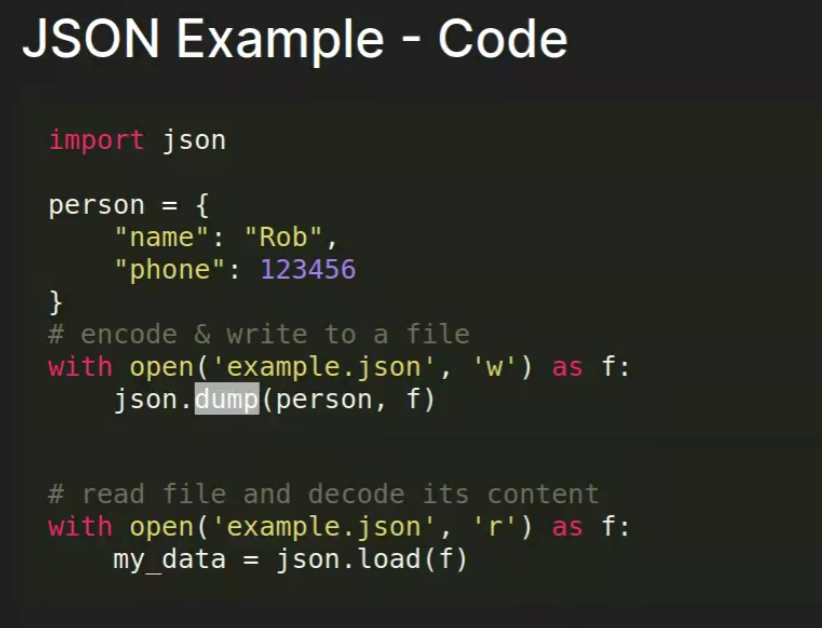 JSON Example - Code
import json
person = {
    "name": "Rob",
    "phone": 123456
}
# encode & write to a file
with open('example.json', 'w') as f:
    json.dump(person, f)
# read file and decode its content
with open('example.json', 'r') as f:
    my_data = json.load(f)